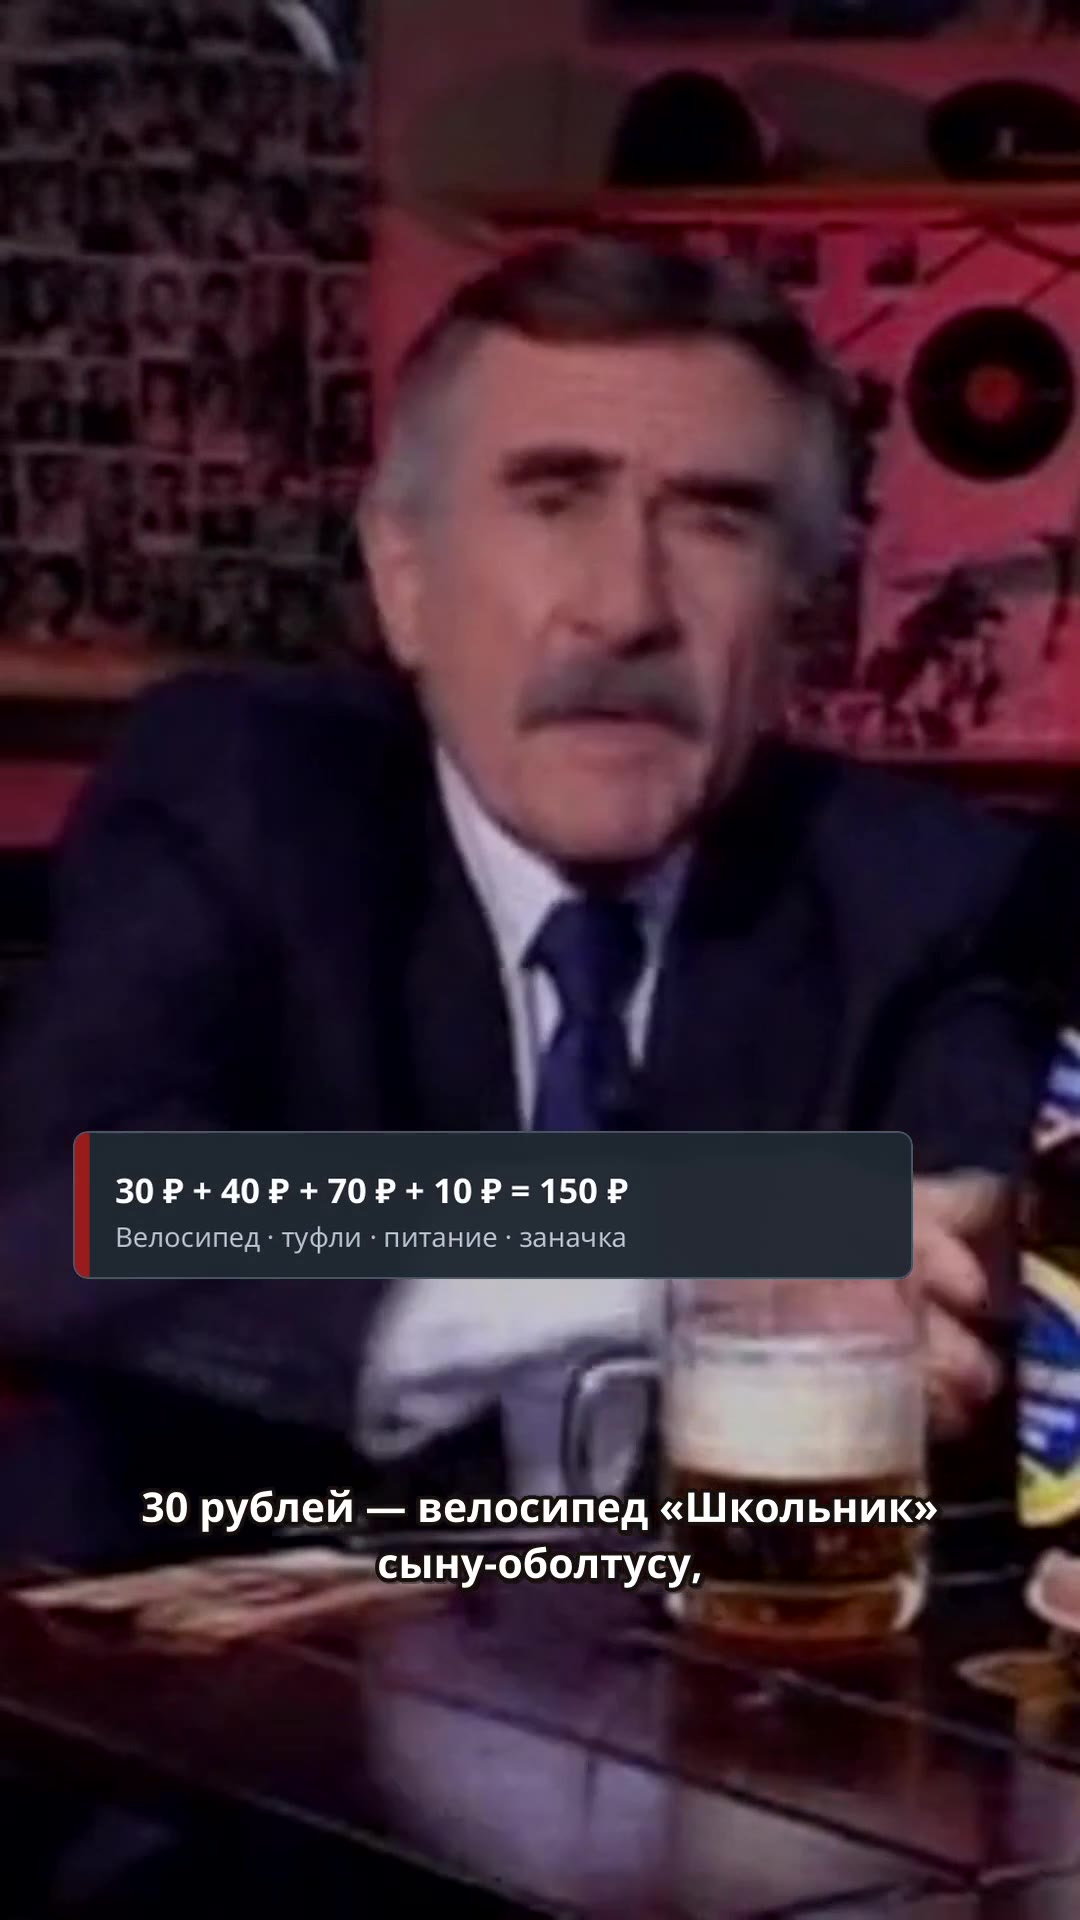 30 ₽ + 40 ₽ + 70 ₽ + 10 ₽ = 150 ₽
Велосипед · туфли · питание · заначка
30 рублей — велосипед «Школьник»
сыну-оболтусу,